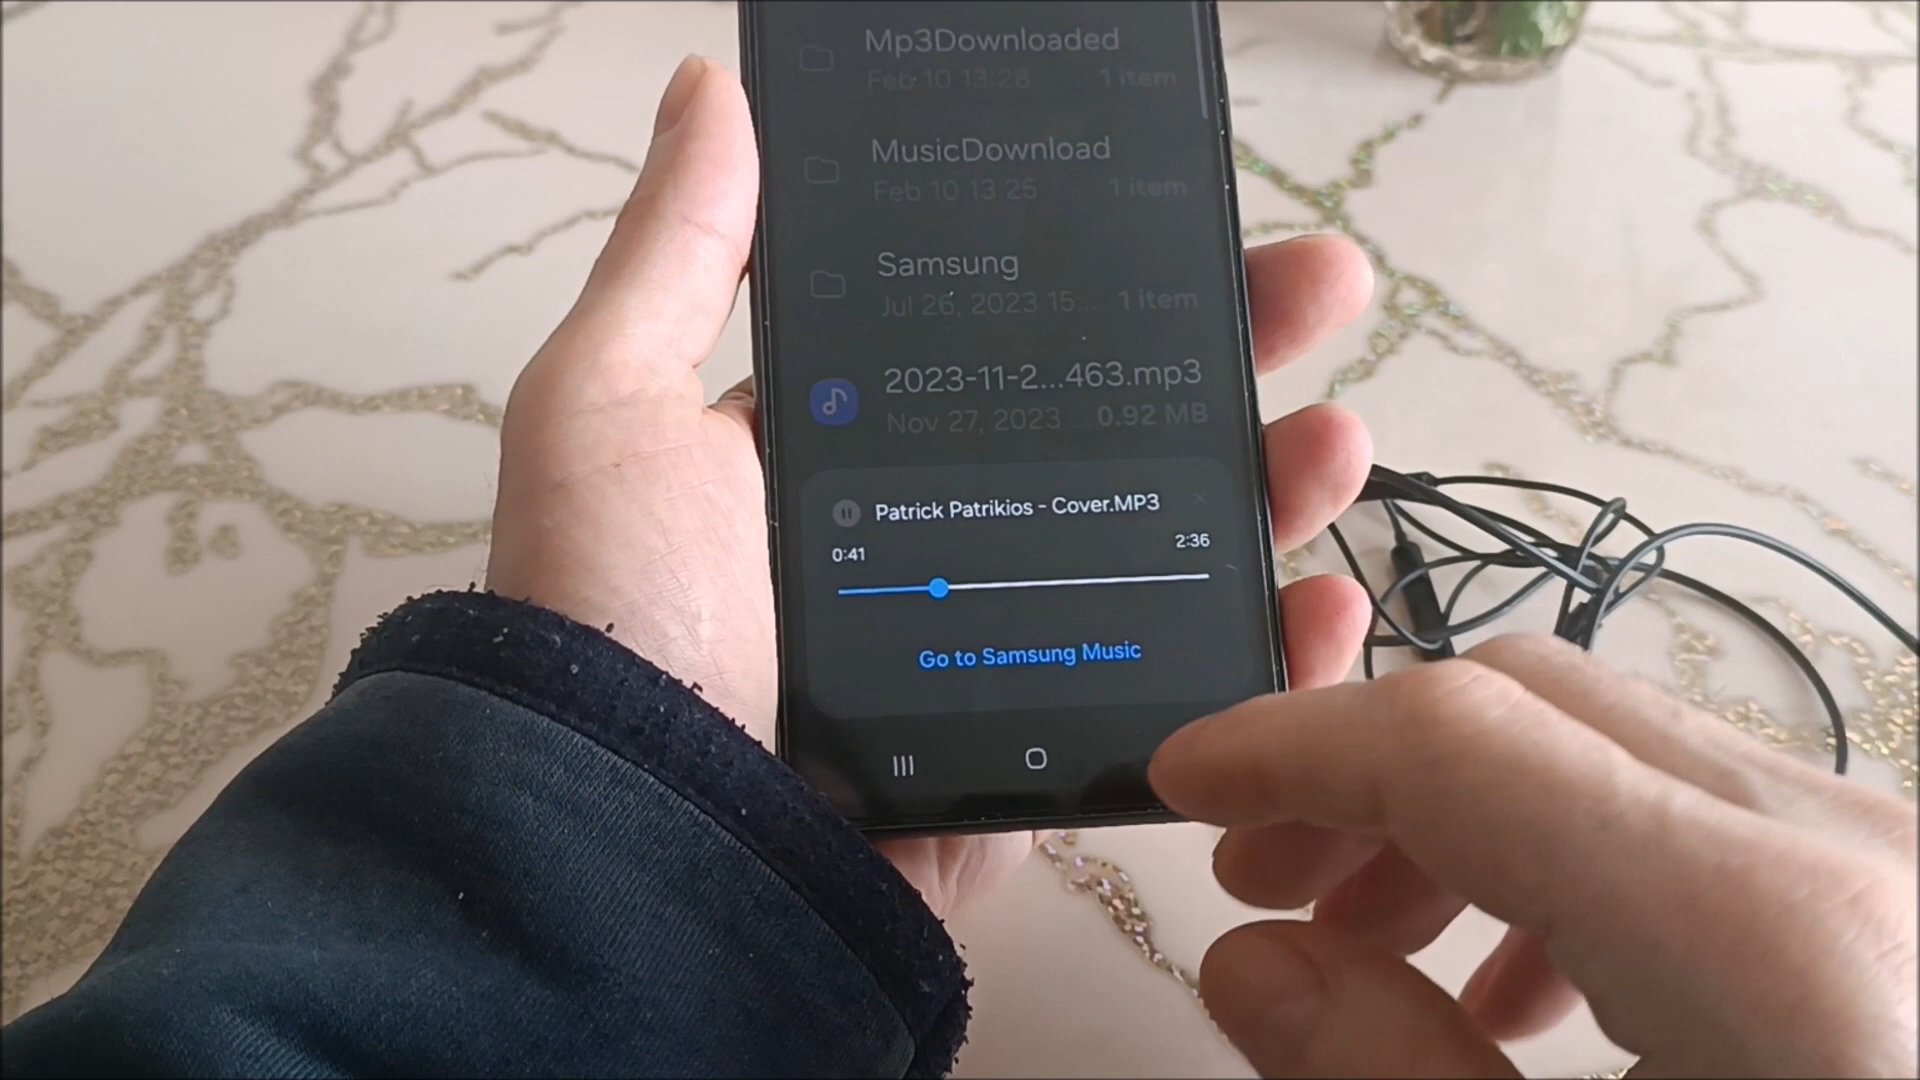 Mp3Downloaded
Feb 10 13:28 1 item
MusicDownload
Feb 10 13:25 1 item
Samsung
Jul 26, 2023 15:... 1 item
2023-11-2...463.mp3
Nov 27, 2023 0.92 MB
Patrick Patrikios - Cover.MP3
0:41 2:36
Go to Samsung Music